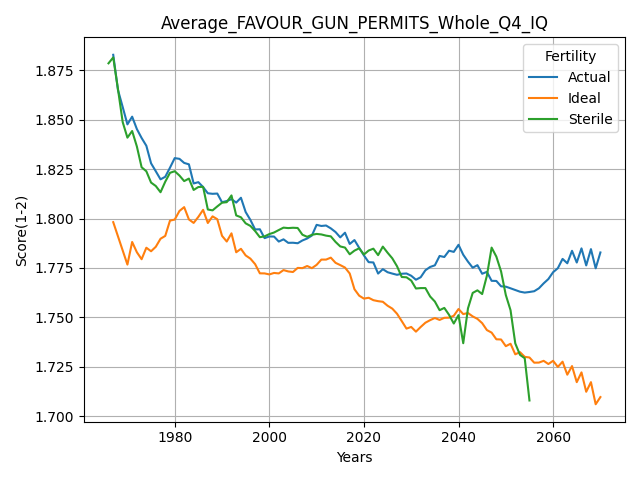 Average_FAVOUR_GUN_PERMITS_Whole_Q4_IQ
Fertility
Actual
Ideal
Sterile
Score(1-2)
1.875
1.850
1.825
1.800
1.775
1.750
1.725
1.700
1980
2000
2020
2040
2060
Years